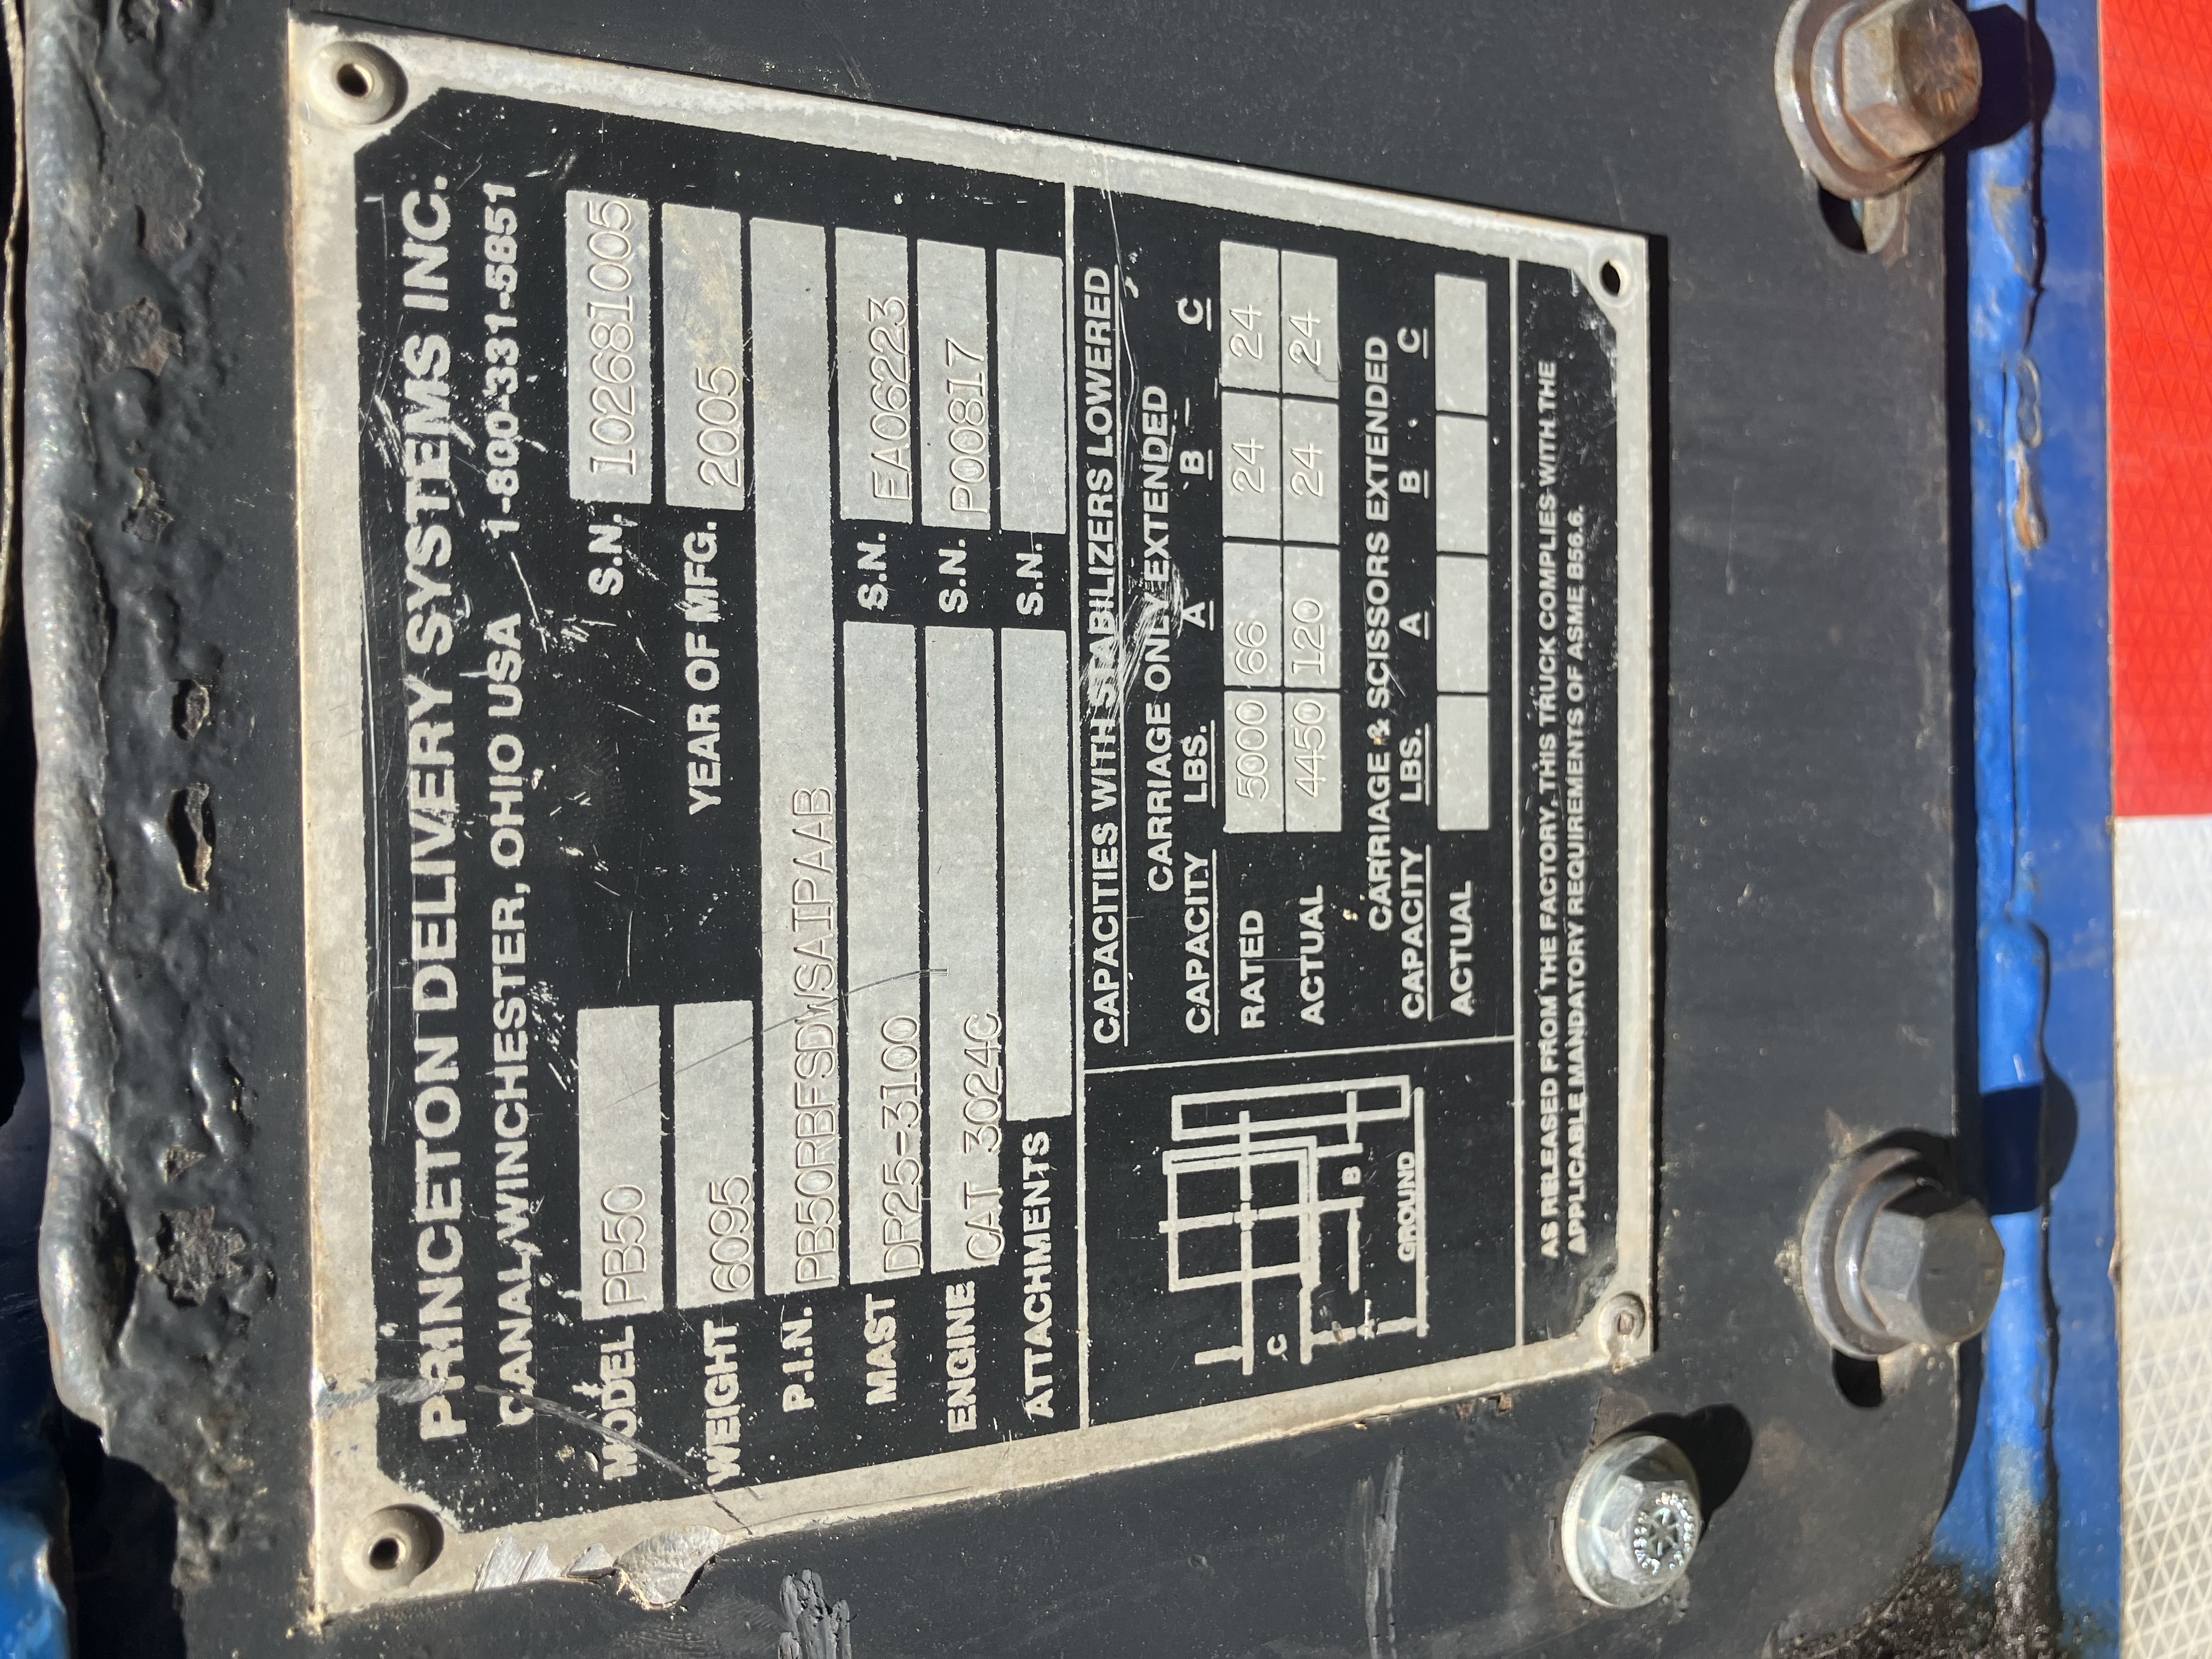 PRINCETON DELIVERY SYSTEMS INC.
CANAL WINCHESTER, OHIO USA 1-800-331-5851
MODEL PB50 S.N. 102681005
WEIGHT 6095 YEAR OF MFG. 2005
P.I.N. PB50RBFSDWSAIPAAB
MAST DR25-3100 S.N. EA06223
ENGINE CAT 3024C S.N. P00817
ATTACHMENTS S.N.
CAPACITIES WITH STABILIZERS LOWERED
CARRIAGE ONLY EXTENDED
CAPACITY LBS. A B C
RATED 5000 66 24 24
ACTUAL 4450 120 24 24
CARRIAGE & SCISSORS EXTENDED
CAPACITY LBS. A B C
ACTUAL
C
B
GROUND
AS RELEASED FROM THE FACTORY, THIS TRUCK COMPLIES WITH THE
APPLICABLE MANDATORY REQUIREMENTS OF ASME B56.6.